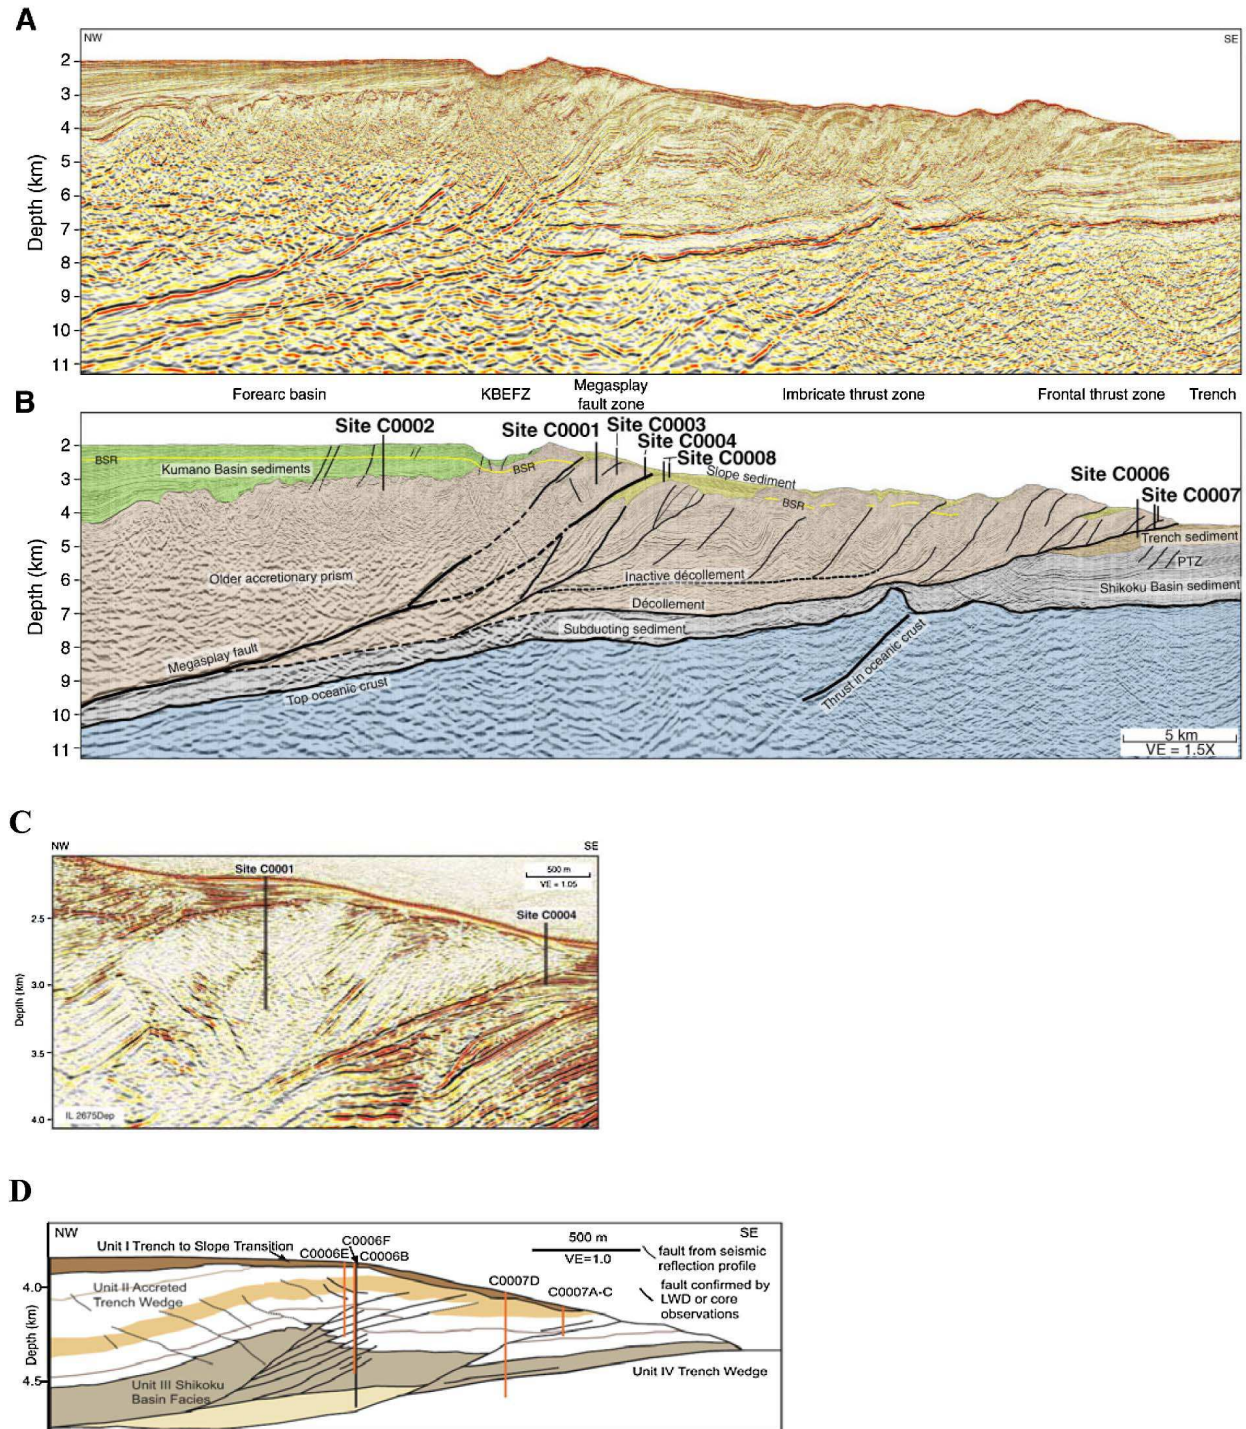 A
NW
SE
2
3
4
5
6
7
8
9
10
11
Depth (km)
Forearc basin
KBEFZ
Megasplay
fault zone
Imbricate thrust zone
Frontal thrust zone
Trench
B
2
3
4
5
6
7
8
9
10
11
Depth (km)
Site C0002
Site C0001
Site C0003
Site C0004
Site C0008
Site C0006
Site C0007
BSR
Kumano Basin sediments
BSR
Slope sediment
BSR
Trench sediment
PTZ
Shikoku Basin sediment
Older accretionary prism
Inactive décollement
Décollement
Subducting sediment
Megasplay fault
Top oceanic crust
Thrust in oceanic crust
5 km
VE = 1.5X
C
NW
SE
Site C0001
500 m
VE = 1.05
Site C0004
2.5
3.0
3.5
4.0
Depth (km)
IL 2675Dep
D
NW
SE
Unit I Trench to Slope Transition
C0006E
C0006F
C0006B
500 m
VE=1.0
fault from seismic
reflection profile
fault confirmed by
LWD or core
observations
C0007D
C0007A-C
4.0
4.5
Depth (km)
Unit II Accreted
Trench Wedge
Unit III Shikoku
Basin Facies
Unit IV Trench Wedge